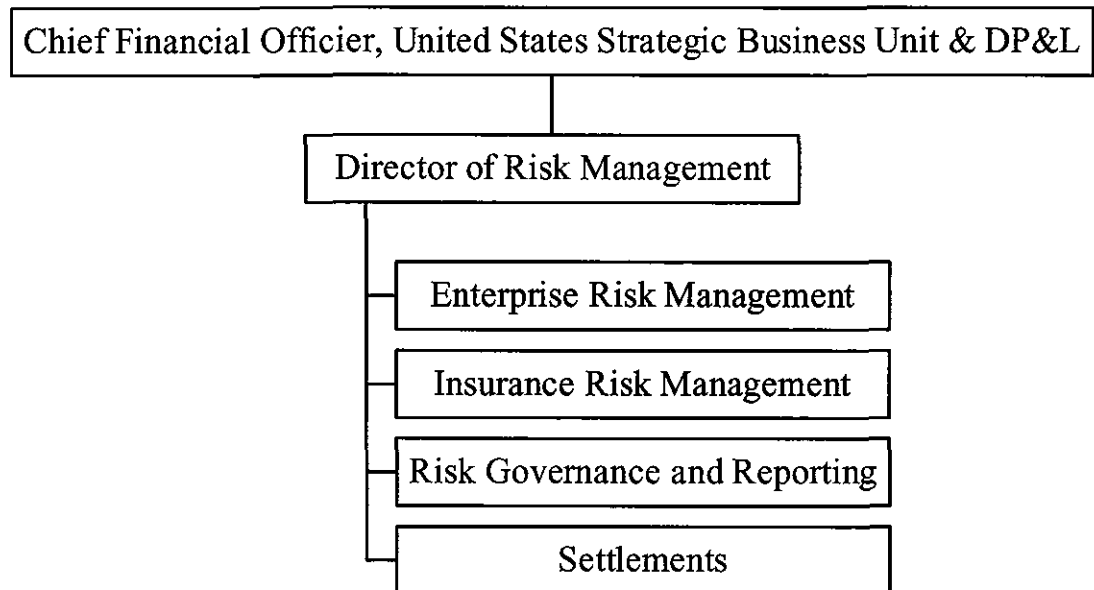 Chief Financial Officier, United States Strategic Business Unit & DP&L
Director of Risk Management
Enterprise Risk Management
Insurance Risk Management
Risk Governance and Reporting
Settlements